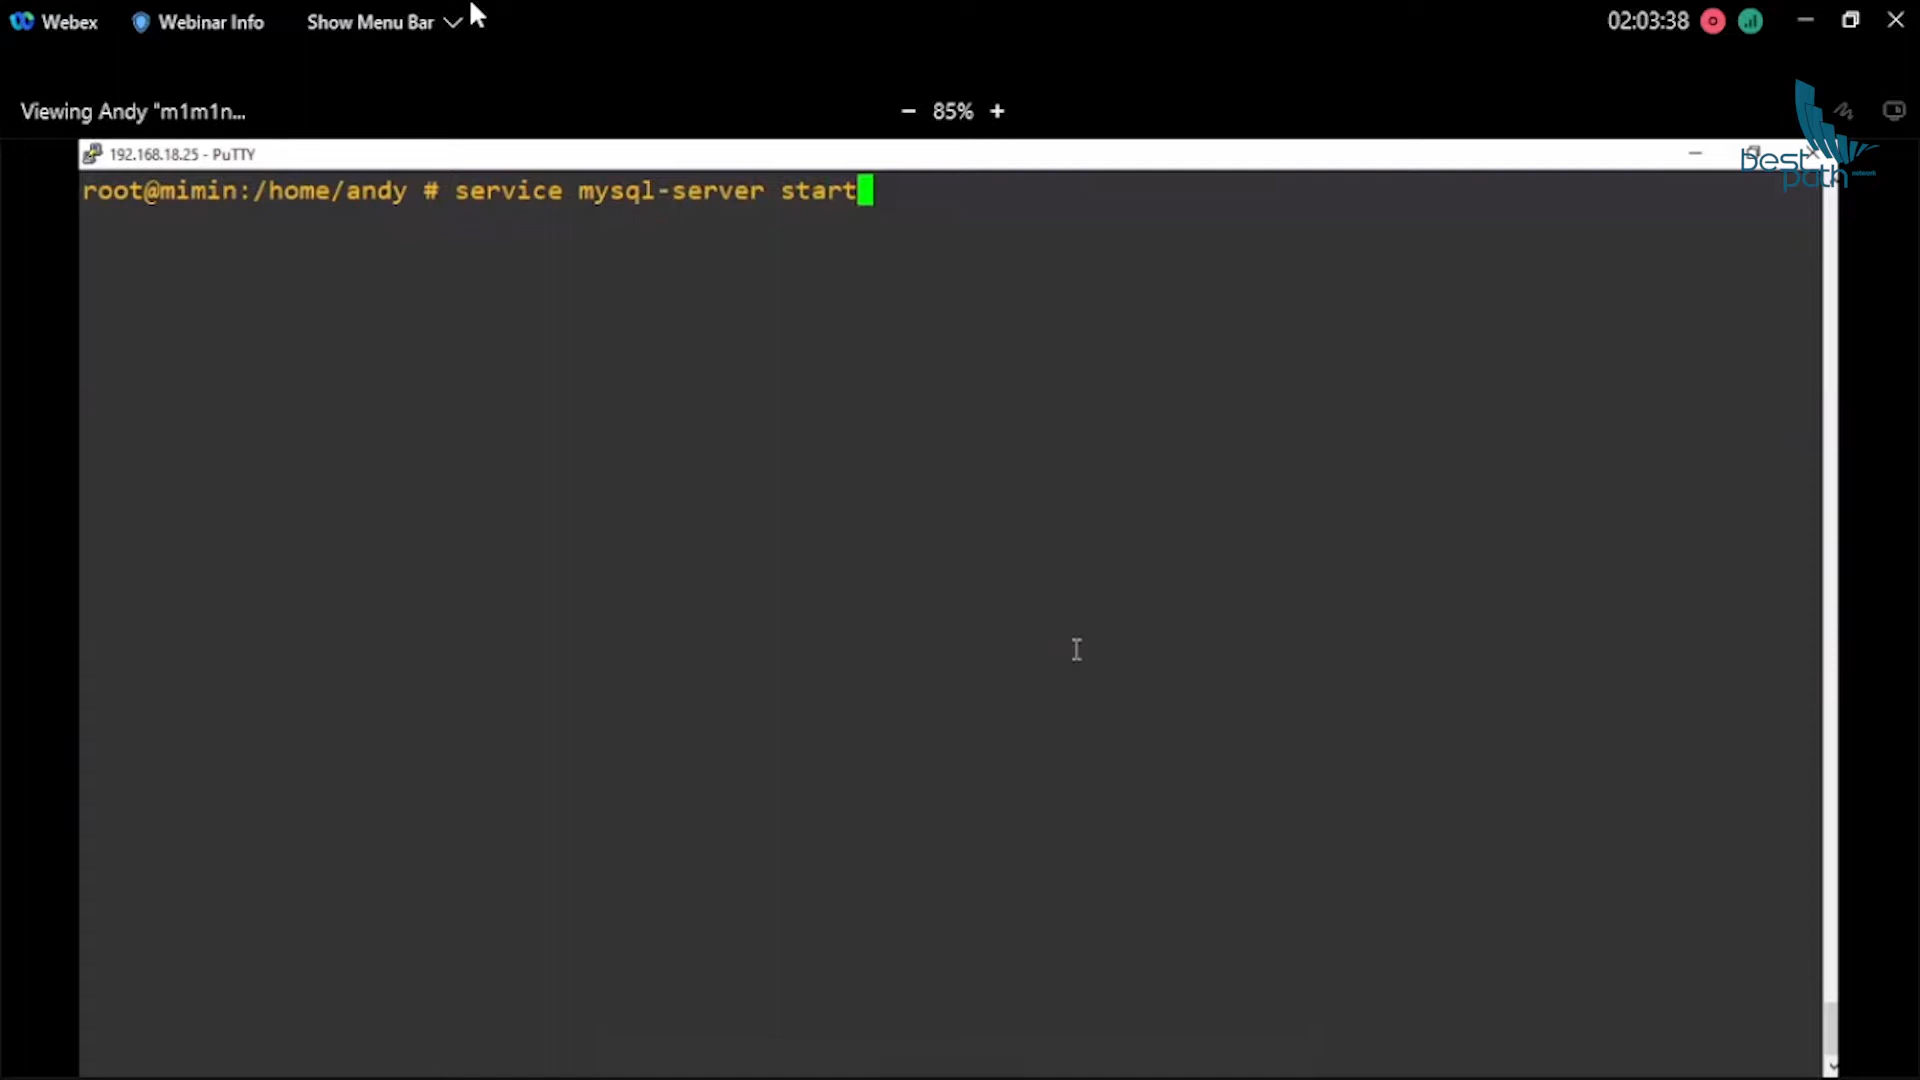 Webex Webinar Info Show Menu Bar 02:03:38
Viewing Andy "m1m1n... 85%
best path network
192.168.18.25 - PuTTY
root@mimin:/home/andy # service mysql-server start